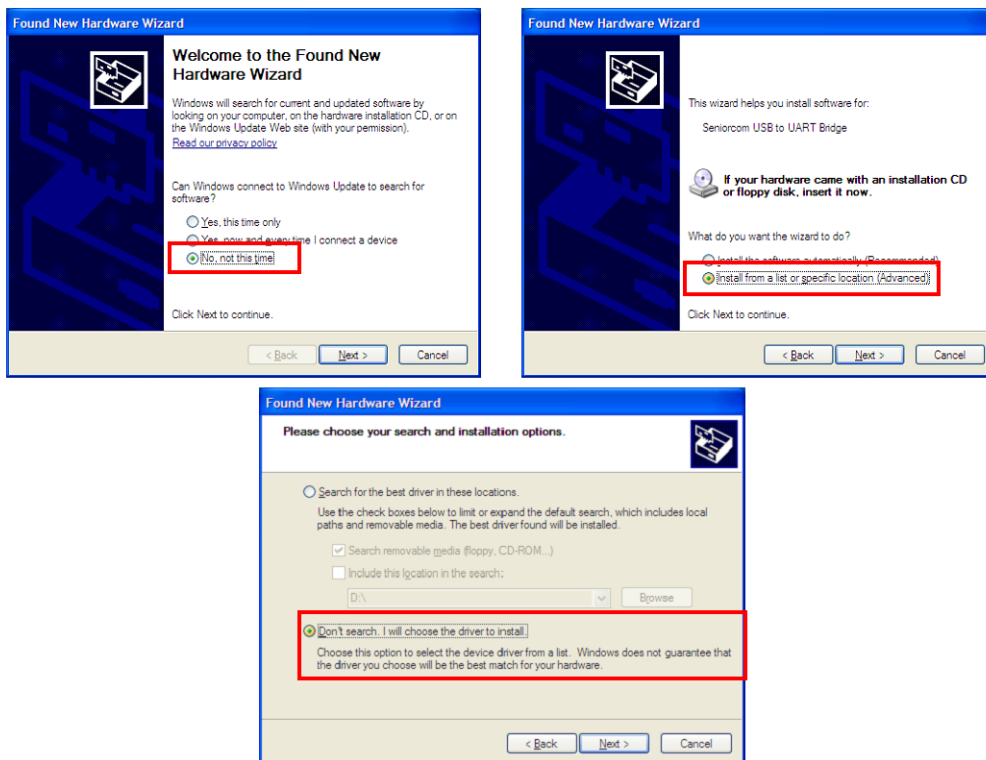 Found New Hardware Wizard
Welcome to the Found New
Hardware Wizard
Windows will search for current and updated software by
looking on your computer, on the hardware installation CD, or on
the Windows Update Web site (with your permission).
Read our privacy policy
Can Windows connect to Windows Update to search for
software?
Yes, this time only
Yes, now and every time I connect a device
No, not this time
Click Next to continue.
< Back
Next >
Cancel
Found New Hardware Wizard
This wizard helps you install software for:
Seniorcom USB to UART Bridge
If your hardware came with an installation CD
or floppy disk, insert it now.
What do you want the wizard to do?
Install the software automatically (Recommended)
Install from a list or specific location (Advanced)
Click Next to continue.
< Back
Next >
Cancel
Found New Hardware Wizard
Please choose your search and installation options.
Search for the best driver in these locations.
Use the check boxes below to limit or expand the default search, which includes local
paths and removable media. The best driver found will be installed.
Search removable media (floppy, CD-ROM...)
Include this location in the search:
D:\
Browse
Don't search. I will choose the driver to install.
Choose this option to select the device driver from a list. Windows does not guarantee that
the driver you choose will be the best match for your hardware.
< Back
Next >
Cancel